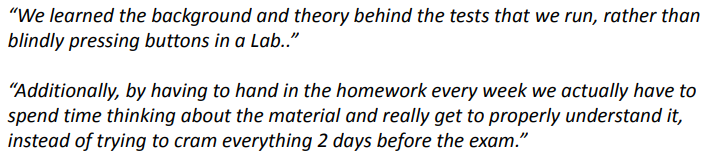 “We learned the background and theory behind the tests that we run, rather than
blindly pressing buttons in a Lab..”
“Additionally, by having to hand in the homework every week we actually have to
spend time thinking about the material and really get to properly understand it,
instead of trying to cram everything 2 days before the exam.”